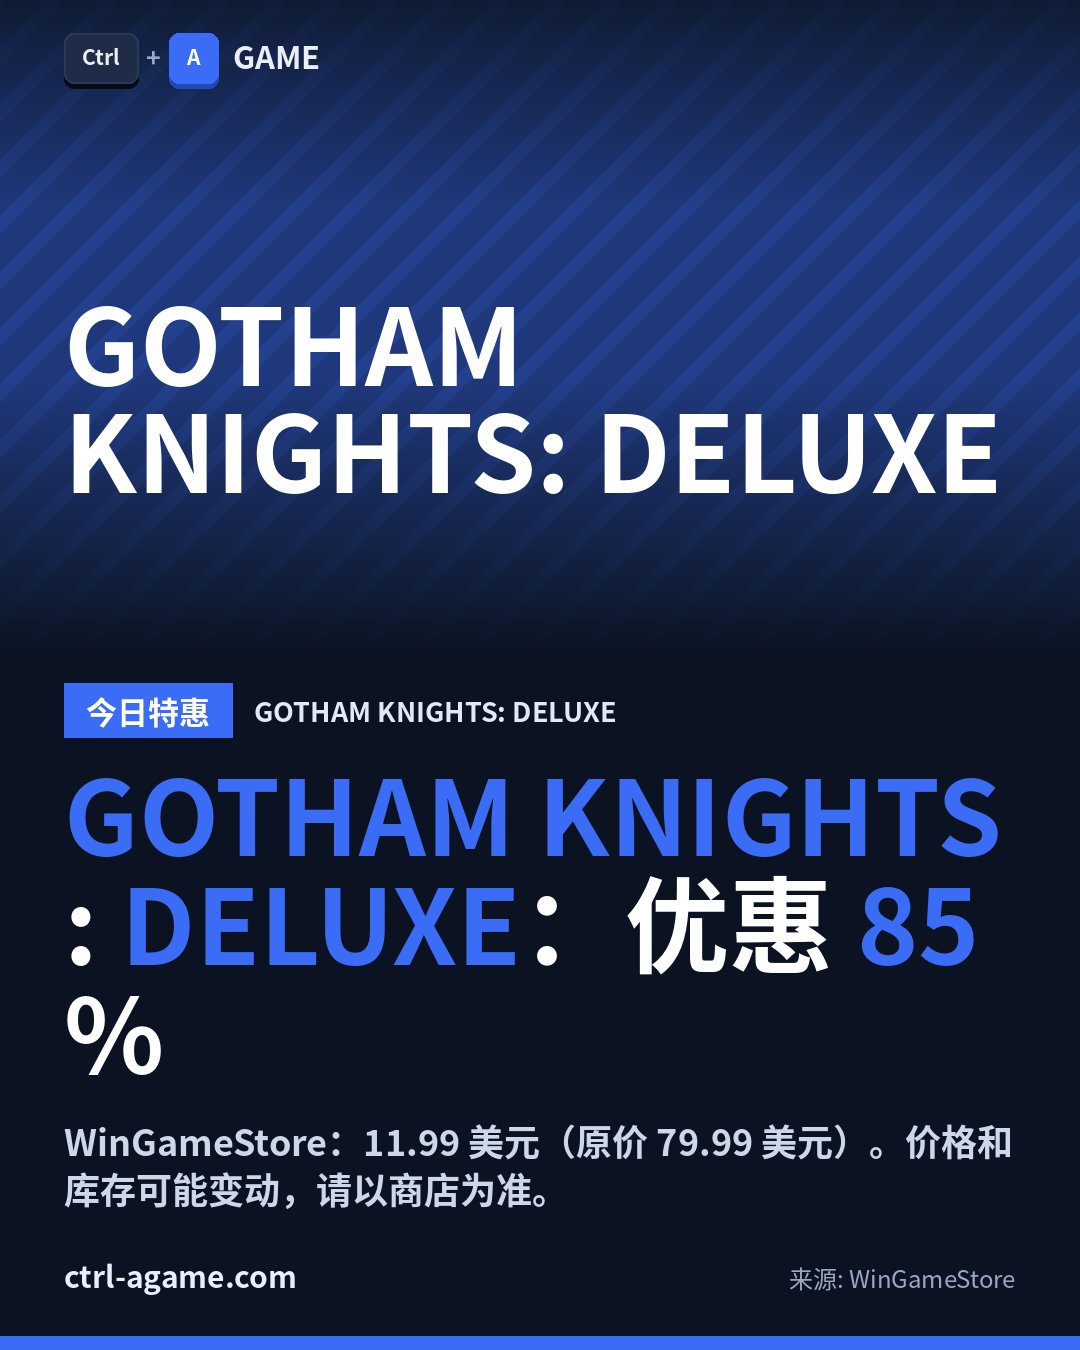 Ctrl + A GAME
GOTHAM
KNIGHTS: DELUXE
今日特惠 GOTHAM KNIGHTS: DELUXE
GOTHAM KNIGHTS
: DELUXE：优惠 85
%
WinGameStore：11.99 美元（原价 79.99 美元）。价格和
库存可能变动，请以商店为准。
ctrl-agame.com
来源: WinGameStore